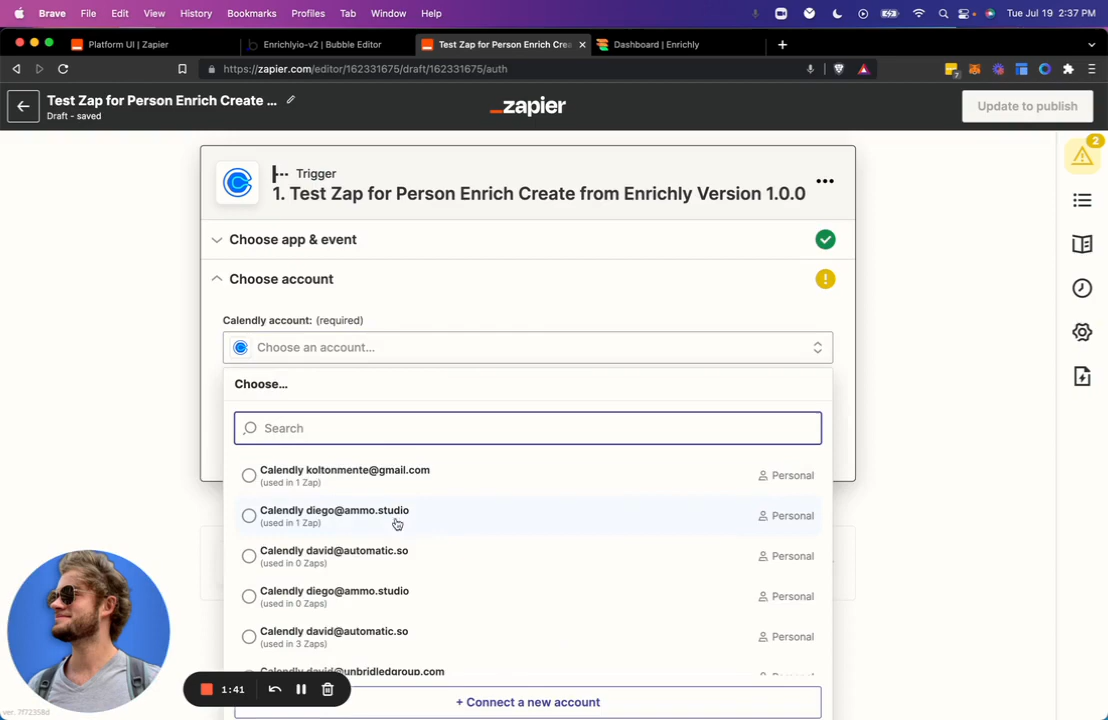 Brave File Edit View History Bookmarks Profiles Tab Window Help Tue Jul 19 2:37 PM
Platform UI | Zapier Enrichlyio-v2 | Bubble Editor Test Zap for Person Enrich Crea Dashboard | Enrichly
https://zapier.com/editor/162331675/draft/162331675/auth 7
Test Zap for Person Enrich Create ...
Draft - saved
_zapier
Update to publish
2
Trigger
1. Test Zap for Person Enrich Create from Enrichly Version 1.0.0
Choose app & event
Choose account
Calendly account: (required)
Choose an account...
Choose...
Search
Calendly koltonmente@gmail.com
(used in 1 Zap)
Personal
Calendly diego@ammo.studio
(used in 1 Zap)
Personal
Calendly david@automatic.so
(used in 0 Zaps)
Personal
Calendly diego@ammo.studio
(used in 0 Zaps)
Personal
Calendly david@automatic.so
(used in 3 Zaps)
Personal
Calendly david@unbridledgroup.com
+ Connect a new account
1:41
ver. 7f72358d